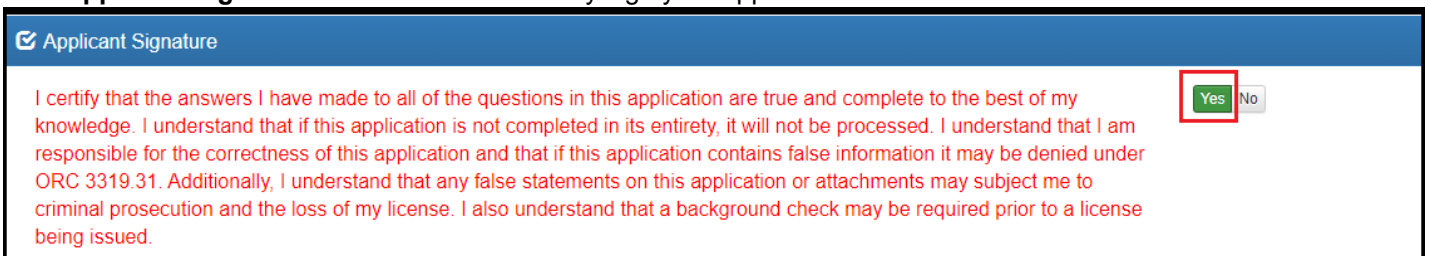 Applicant Signature
I certify that the answers I have made to all of the questions in this application are true and complete to the best of my
knowledge. I understand that if this application is not completed in its entirety, it will not be processed. I understand that I am
responsible for the correctness of this application and that if this application contains false information it may be denied under
ORC 3319.31. Additionally, I understand that any false statements on this application or attachments may subject me to
criminal prosecution and the loss of my license. I also understand that a background check may be required prior to a license
being issued.
Yes No